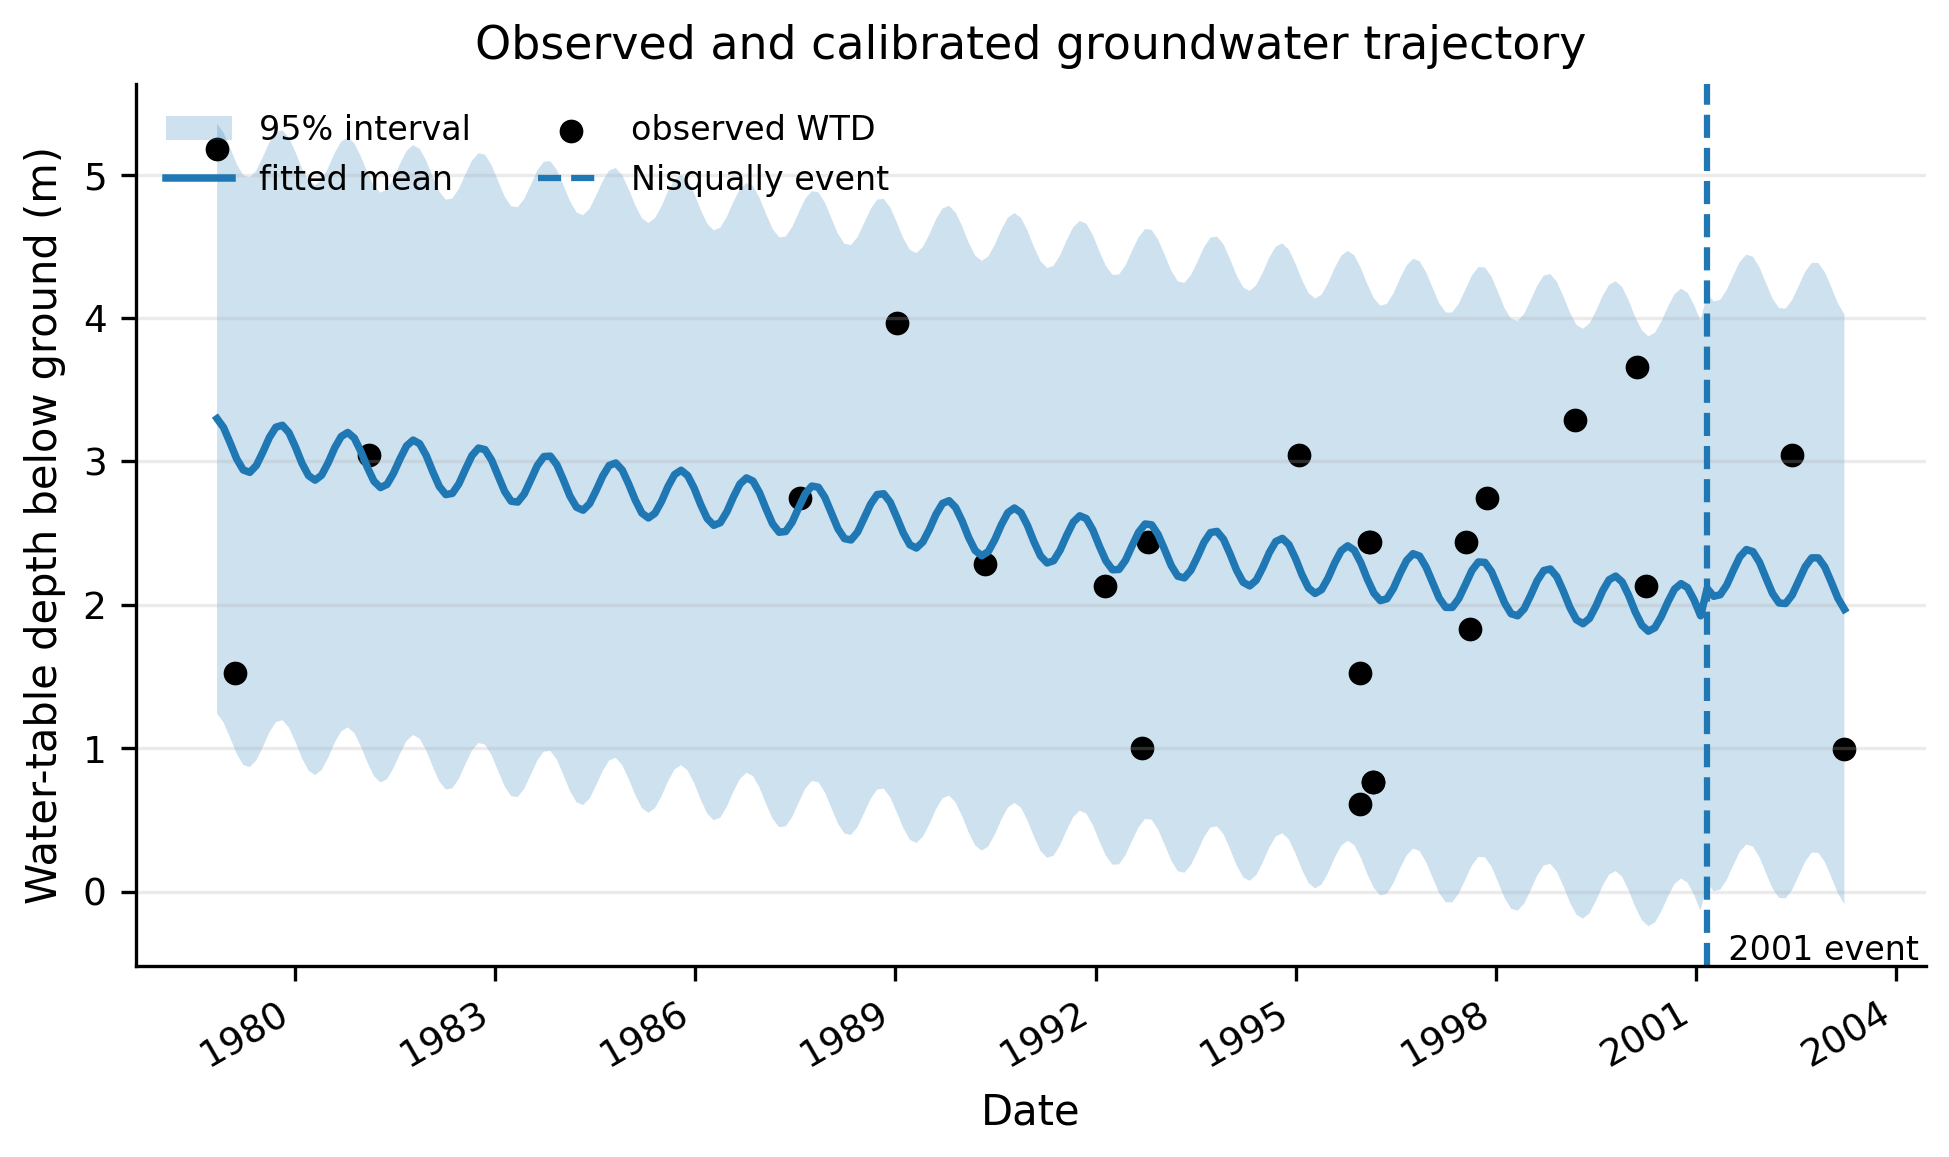 Observed and calibrated groundwater trajectory
95% interval
observed WTD
fitted mean
Nisqually event
Water-table depth below ground (m)
5
4
3
2
1
0
2001 event
1980
1983
1986
1989
1992
1995
1998
2001
2004
Date